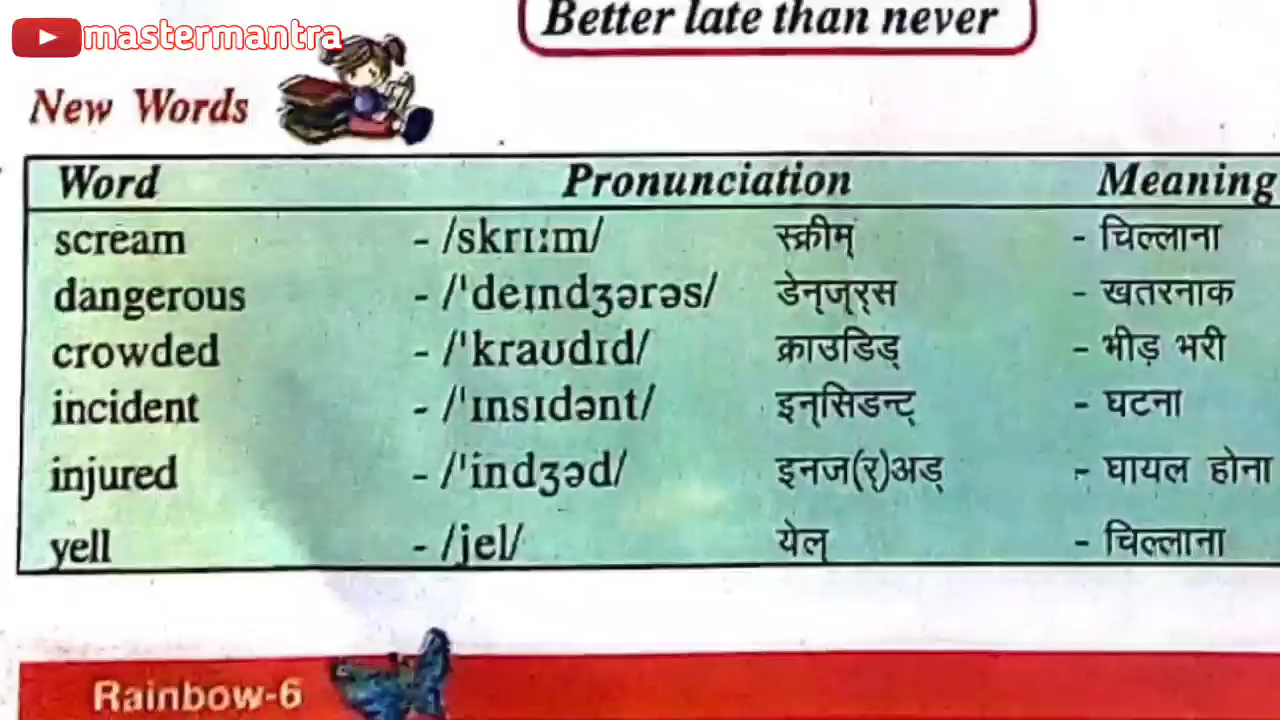 mastermantra
Better late than never
New Words
Word Pronunciation Meaning
scream - /skrɪːm/ स्क्रीम् - चिल्लाना
dangerous - /ˈdeɪndʒərəs/ डेन्ज्र्स - खतरनाक
crowded - /ˈkraʊdɪd/ क्राउडिड् - भीड़ भरी
incident - /ˈɪnsɪdənt/ इन्सिडन्ट् - घटना
injured - /ˈindʒəd/ इनज(र्)अड् - घायल होना
yell - /jel/ येल् - चिल्लाना
Rainbow-6